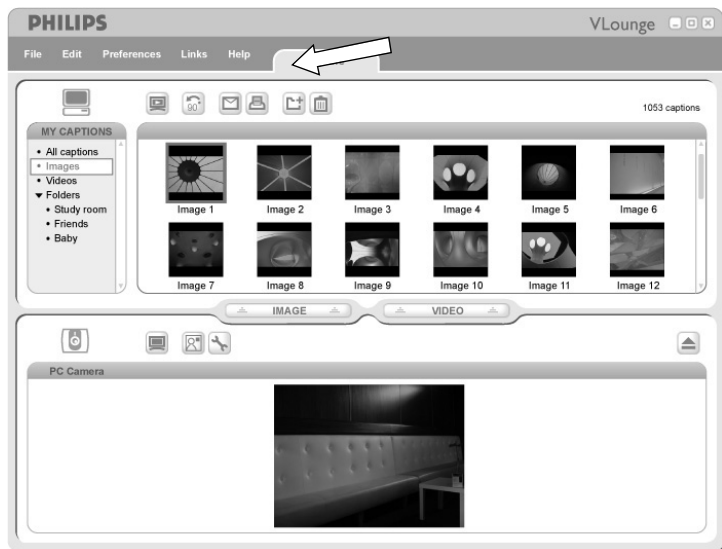 PHILIPS VLounge
File Edit Preferences Links Help
90°
1053 captions
MY CAPTIONS
• All captions
• Images
• Videos
▼ Folders
• Study room
• Friends
• Baby
Image 1 Image 2 Image 3 Image 4 Image 5 Image 6
Image 7 Image 8 Image 9 Image 10 Image 11 Image 12
IMAGE VIDEO
PC Camera